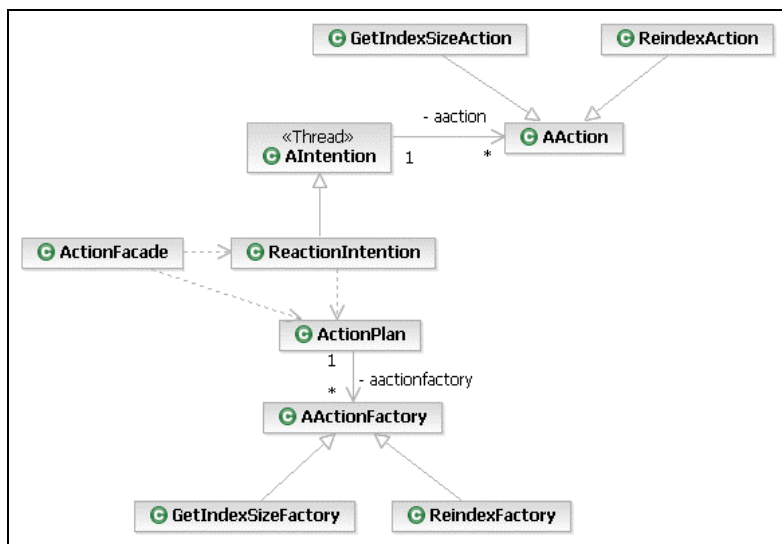 GetIndexSizeAction
ReindexAction
- aaction
«Thread»
AIntention
1
*
AAction
ActionFacade
ReactionIntention
ActionPlan
1
- aactionfactory
*
AActionFactory
GetIndexSizeFactory
ReindexFactory